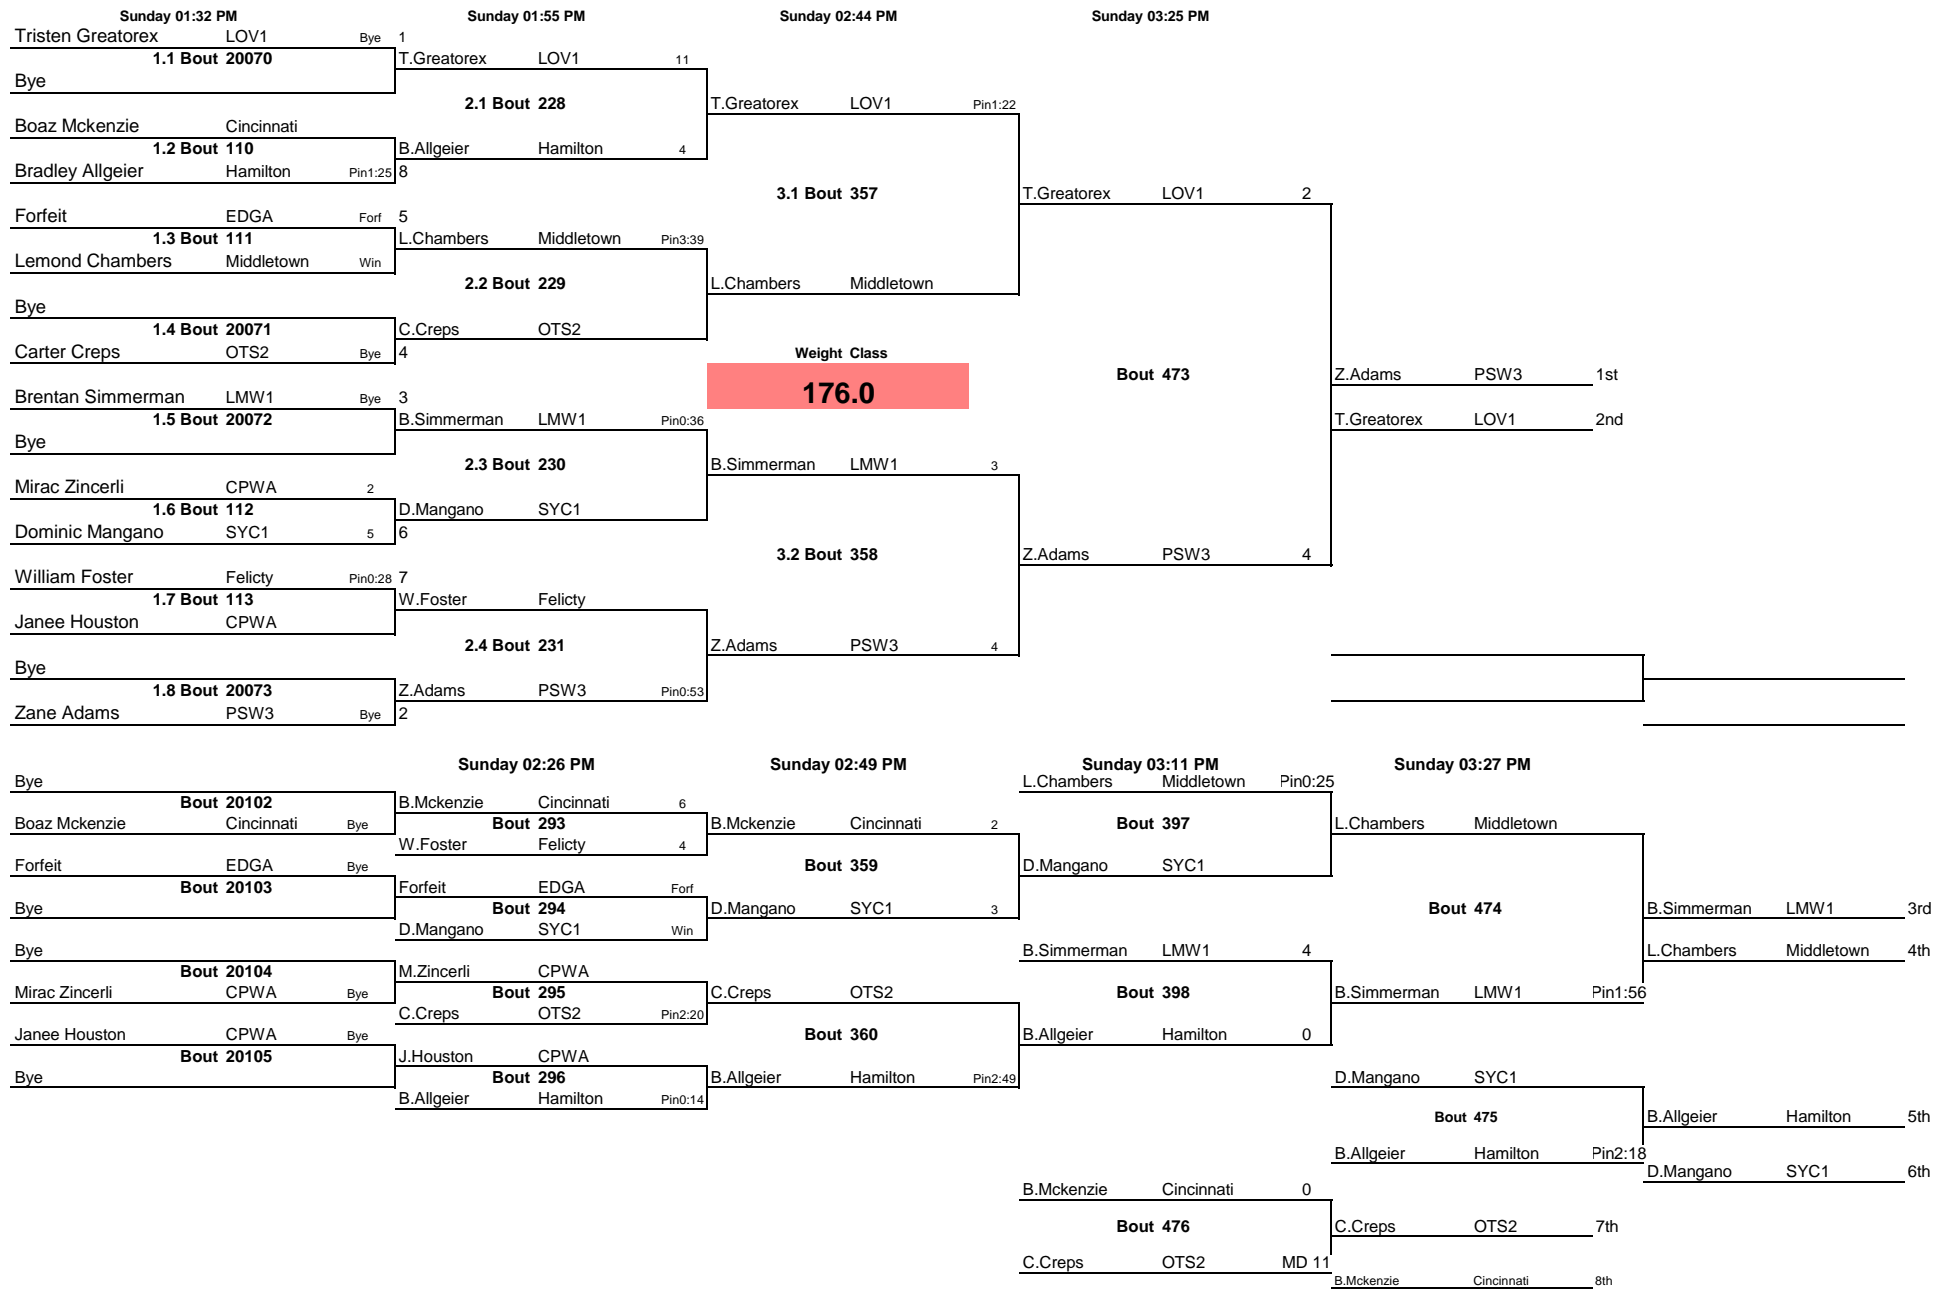 Sunday 01:32 PM Sunday 01:55 PM Sunday 02:44 PM Sunday 03:25 PM
Tristen Greatorex LOV1 Bye 1
1.1 Bout 20070 T.Greatorex LOV1 11
Bye
2.1 Bout 228 T.Greatorex LOV1 Pin1:22
Boaz Mckenzie Cincinnati
1.2 Bout 110 B.Allgeier Hamilton 4
Bradley Allgeier Hamilton Pin1:25 8
3.1 Bout 357 T.Greatorex LOV1 2
Forfeit EDGA Forf 5
1.3 Bout 111 L.Chambers Middletown Pin3:39
Lemond Chambers Middletown Win
2.2 Bout 229 L.Chambers Middletown
Bye
1.4 Bout 20071 C.Creps OTS2
Carter Creps OTS2 Bye 4 Weight Class
Bout 473 Z.Adams PSW3 1st
Brentan Simmerman LMW1 Bye 3 176.0
1.5 Bout 20072 B.Simmerman LMW1 Pin0:36 T.Greatorex LOV1 2nd
Bye
2.3 Bout 230 B.Simmerman LMW1 3
Mirac Zincerli CPWA 2
1.6 Bout 112 D.Mangano SYC1
Dominic Mangano SYC1 5 6
3.2 Bout 358 Z.Adams PSW3 4
William Foster Felicty Pin0:28 7
1.7 Bout 113 W.Foster Felicty
Janee Houston CPWA
2.4 Bout 231 Z.Adams PSW3 4
Bye
1.8 Bout 20073 Z.Adams PSW3 Pin0:53
Zane Adams PSW3 Bye 2
Sunday 02:26 PM Sunday 02:49 PM Sunday 03:11 PM Sunday 03:27 PM
Bye L.Chambers Middletown Pin0:25
Bout 20102 B.Mckenzie Cincinnati 6
Boaz Mckenzie Cincinnati Bye Bout 293 B.Mckenzie Cincinnati 2 Bout 397 L.Chambers Middletown
W.Foster Felicty 4
Forfeit EDGA Bye Bout 359 D.Mangano SYC1
Bout 20103 Forfeit EDGA Forf
Bye Bout 294 D.Mangano SYC1 3 Bout 474 B.Simmerman LMW1 3rd
D.Mangano SYC1 Win
Bye B.Simmerman LMW1 4 L.Chambers Middletown 4th
Bout 20104 M.Zincerli CPWA
Mirac Zincerli CPWA Bye Bout 295 C.Creps OTS2 Bout 398 B.Simmerman LMW1 Pin1:56
C.Creps OTS2 Pin2:20
Janee Houston CPWA Bye Bout 360 B.Allgeier Hamilton 0
Bout 20105 J.Houston CPWA
Bye Bout 296 B.Allgeier Hamilton Pin2:49 D.Mangano SYC1
B.Allgeier Hamilton Pin0:14
Bout 475 B.Allgeier Hamilton 5th
B.Allgeier Hamilton Pin2:18
D.Mangano SYC1 6th
B.Mckenzie Cincinnati 0
Bout 476 C.Creps OTS2 7th
C.Creps OTS2 MD 11
B.Mckenzie Cincinnati 8th